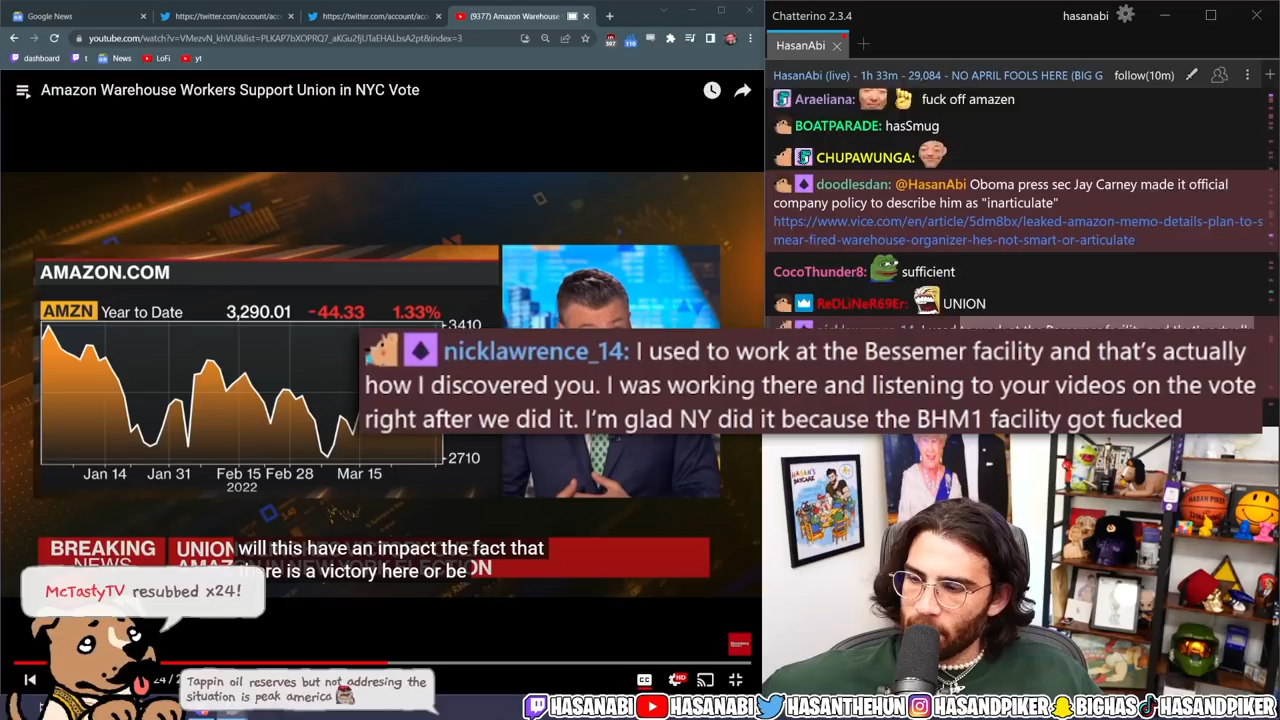 Google News
https://twitter.com/account/acc
https://twitter.com/account/acc
(9377) Amazon Warehouse
youtube.com/watch?v=VMezvN_khVU&list=PLKAP7bXOPRQ7_aKGu2fjUTaEHALbsA2pt&index=3
dashboard
t
News
LoFi
yt
Amazon Warehouse Workers Support Union in NYC Vote
AMAZON.COM
AMZN Year to Date 3,290.01 -44.33 1.33%
3410
2710
Jan 14 Jan 31 Feb 15 Feb 28 Mar 15
2022
BREAKING
NEWS
UNION
will this have an impact the fact that
there is a victory here or be
McTastyTV resubbed x24!
Tappin oil reserves but not addresing the
situation is peak america
CC
HD
Chatterino 2.3.4
hasanabi
HasanAbi
HasanAbi (live) - 1h 33m - 29,084 - NO APRIL FOOLS HERE (BIG G
follow(10m)
Araeliana: fuck off amazen
BOATPARADE: hasSmug
CHUPAWUNGA:
doodlesdan: @HasanAbi Oboma press sec Jay Carney made it official
company policy to describe him as "inarticulate"
https://www.vice.com/en/article/5dm8bx/leaked-amazon-memo-details-plan-to-s
mear-fired-warehouse-organizer-hes-not-smart-or-articulate
CocoThunder8: sufficient
ReDLiNeR69Er: UNION
nicklawrence_14: I used to work at the Bessemer facility and that's actually
how I discovered you. I was working there and listening to your videos on the vote
right after we did it. I'm glad NY did it because the BHM1 facility got fucked
HASANABI HASANABI HASANTHEHUN HASANDPIKER BIGHAS HASANDPIKER